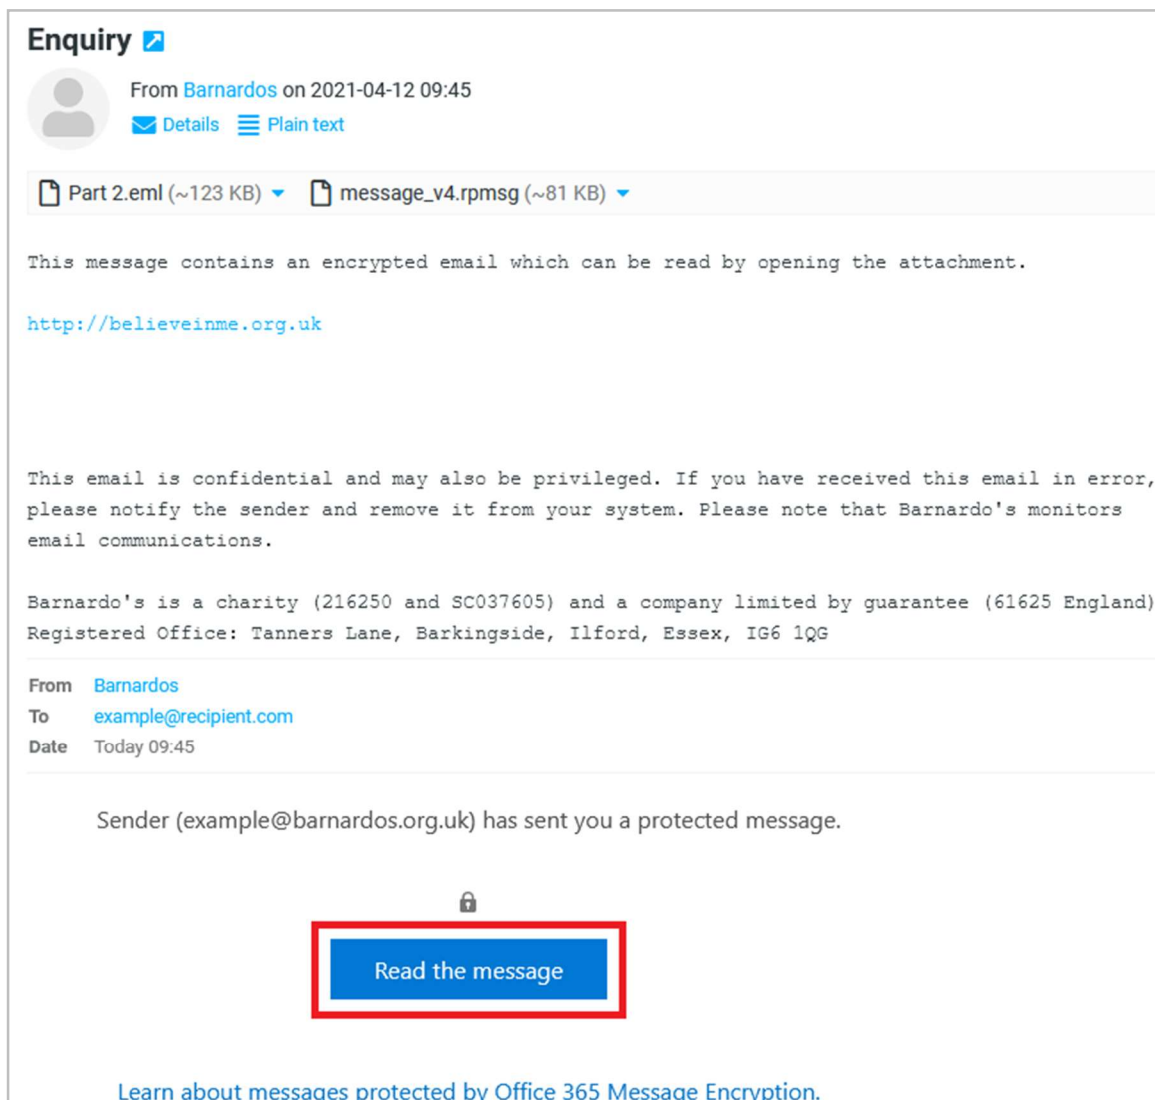 Enquiry
From Barnardos on 2021-04-12 09:45
Details Plain text
Part 2.eml (~123 KB) message_v4.rpmsg (~81 KB)
This message contains an encrypted email which can be read by opening the attachment.
http://believeinme.org.uk
This email is confidential and may also be privileged. If you have received this email in error,
please notify the sender and remove it from your system. Please note that Barnardo's monitors
email communications.
Barnardo's is a charity (216250 and SC037605) and a company limited by guarantee (61625 England)
Registered Office: Tanners Lane, Barkingside, Ilford, Essex, IG6 1QG
From Barnardos
To example@recipient.com
Date Today 09:45
Sender (example@barnardos.org.uk) has sent you a protected message.
Read the message
Learn about messages protected by Office 365 Message Encryption.